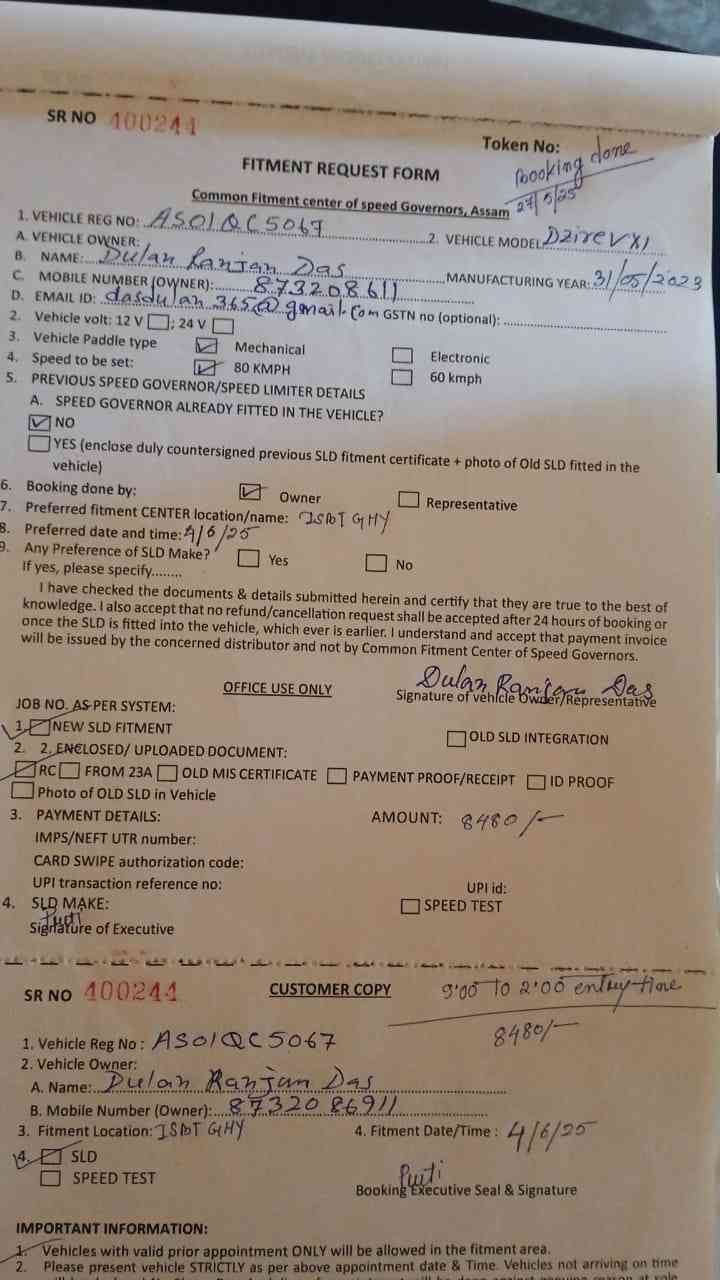 SR NO 400244
Token No:
Booking done
27/5/25
FITMENT REQUEST FORM
Common Fitment center of speed Governors, Assam
1. VEHICLE REG NO: AS01QC5067 2. VEHICLE MODEL DzireVXI
A. VEHICLE OWNER:
B. NAME: Dulan Ranjan Das MANUFACTURING YEAR: 31/05/2023
C. MOBILE NUMBER (OWNER): 873208611
D. EMAIL ID: dasdulan365@gmail.com GSTN no (optional):
2. Vehicle volt: 12 V ; 24 V
3. Vehicle Paddle type Mechanical Electronic
4. Speed to be set: 80 KMPH 60 kmph
5. PREVIOUS SPEED GOVERNOR/SPEED LIMITER DETAILS
A. SPEED GOVERNOR ALREADY FITTED IN THE VEHICLE?
NO
YES (enclose duly countersigned previous SLD fitment certificate + photo of Old SLD fitted in the
vehicle)
6. Booking done by: Owner Representative
7. Preferred fitment CENTER location/name: ISBT GHY
8. Preferred date and time: 4/6/25
9. Any Preference of SLD Make? Yes No
If yes, please specify........
I have checked the documents & details submitted herein and certify that they are true to the best of
knowledge. I also accept that no refund/cancellation request shall be accepted after 24 hours of booking or
once the SLD is fitted into the vehicle, which ever is earlier. I understand and accept that payment invoice
will be issued by the concerned distributor and not by Common Fitment Center of Speed Governors.
Dulan Ranjan Das
OFFICE USE ONLY Signature of vehicle Owner/Representative
JOB NO. AS PER SYSTEM:
1. NEW SLD FITMENT OLD SLD INTEGRATION
2. 2. ENCLOSED/ UPLOADED DOCUMENT:
RC FROM 23A OLD MIS CERTIFICATE PAYMENT PROOF/RECEIPT ID PROOF
Photo of OLD SLD in Vehicle
3. PAYMENT DETAILS: AMOUNT: 8480/-
IMPS/NEFT UTR number:
CARD SWIPE authorization code:
UPI transaction reference no: UPI id:
4. SLD MAKE: SPEED TEST
Signature of Executive
SR NO 400244 CUSTOMER COPY 9:00 TO 2:00 entry time
8480/-
1. Vehicle Reg No : AS01QC5067
2. Vehicle Owner:
A. Name: Dulan Ranjan Das
B. Mobile Number (Owner): 8732086911
3. Fitment Location: ISBT GHY 4. Fitment Date/Time : 4/6/25
4. SLD
SPEED TEST
Booking Executive Seal & Signature
IMPORTANT INFORMATION:
1. Vehicles with valid prior appointment ONLY will be allowed in the fitment area.
2. Please present vehicle STRICTLY as per above appointment date & Time. Vehicles not arriving on time